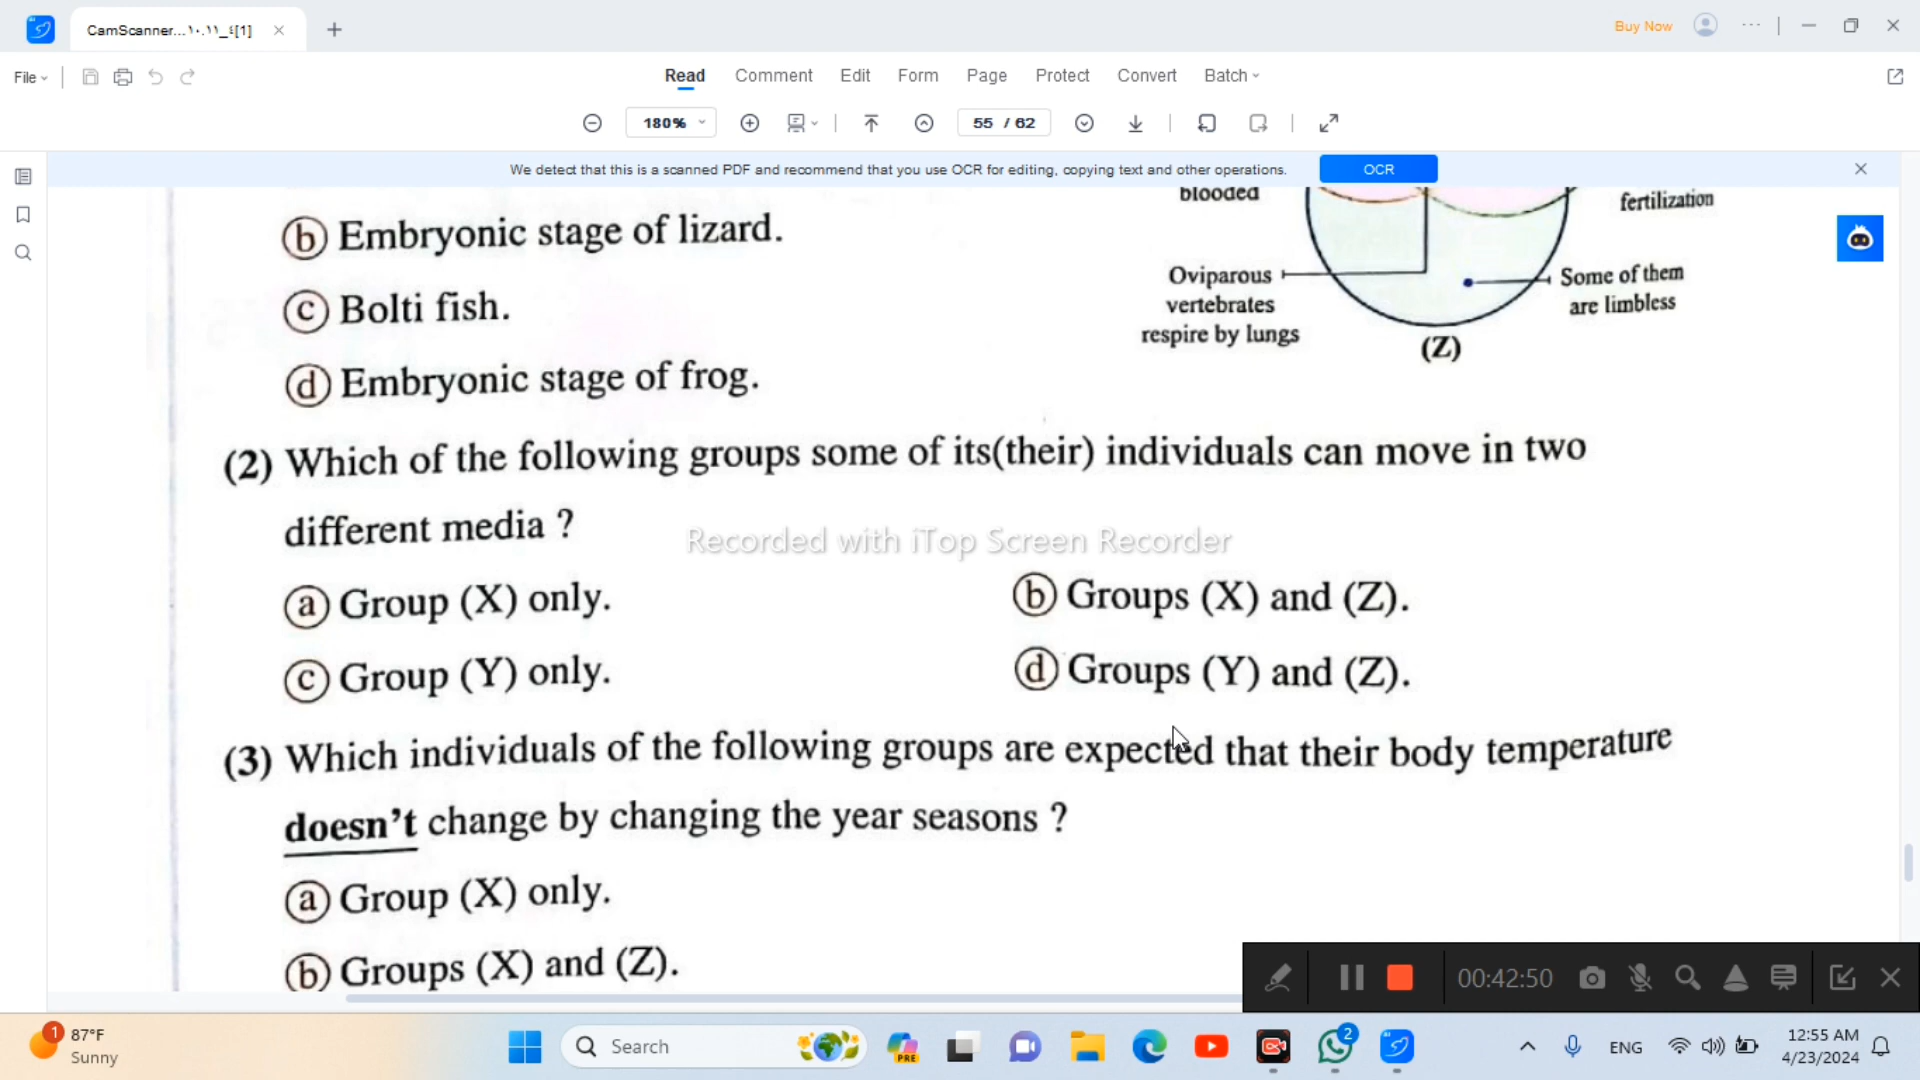 CamScanner...١٠.١١_٤[1]
Buy Now
File
Read
Comment
Edit
Form
Page
Protect
Convert
Batch
180%
55 / 62
We detect that this is a scanned PDF and recommend that you use OCR for editing, copying text and other operations.
OCR
blooded
fertilization
ⓑ Embryonic stage of lizard.
Oviparous
vertebrates
respire by lungs
Some of them
are limbless
(Z)
ⓒ Bolti fish.
ⓓ Embryonic stage of frog.
(2) Which of the following groups some of its(their) individuals can move in two
different media ?
Recorded with iTop Screen Recorder
ⓐ Group (X) only.
ⓑ Groups (X) and (Z).
ⓒ Group (Y) only.
ⓓ Groups (Y) and (Z).
(3) Which individuals of the following groups are expected that their body temperature
doesn't change by changing the year seasons ?
ⓐ Group (X) only.
ⓑ Groups (X) and (Z).
00:42:50
1
87°F
Sunny
Search
PRE
2
ENG
12:55 AM
4/23/2024